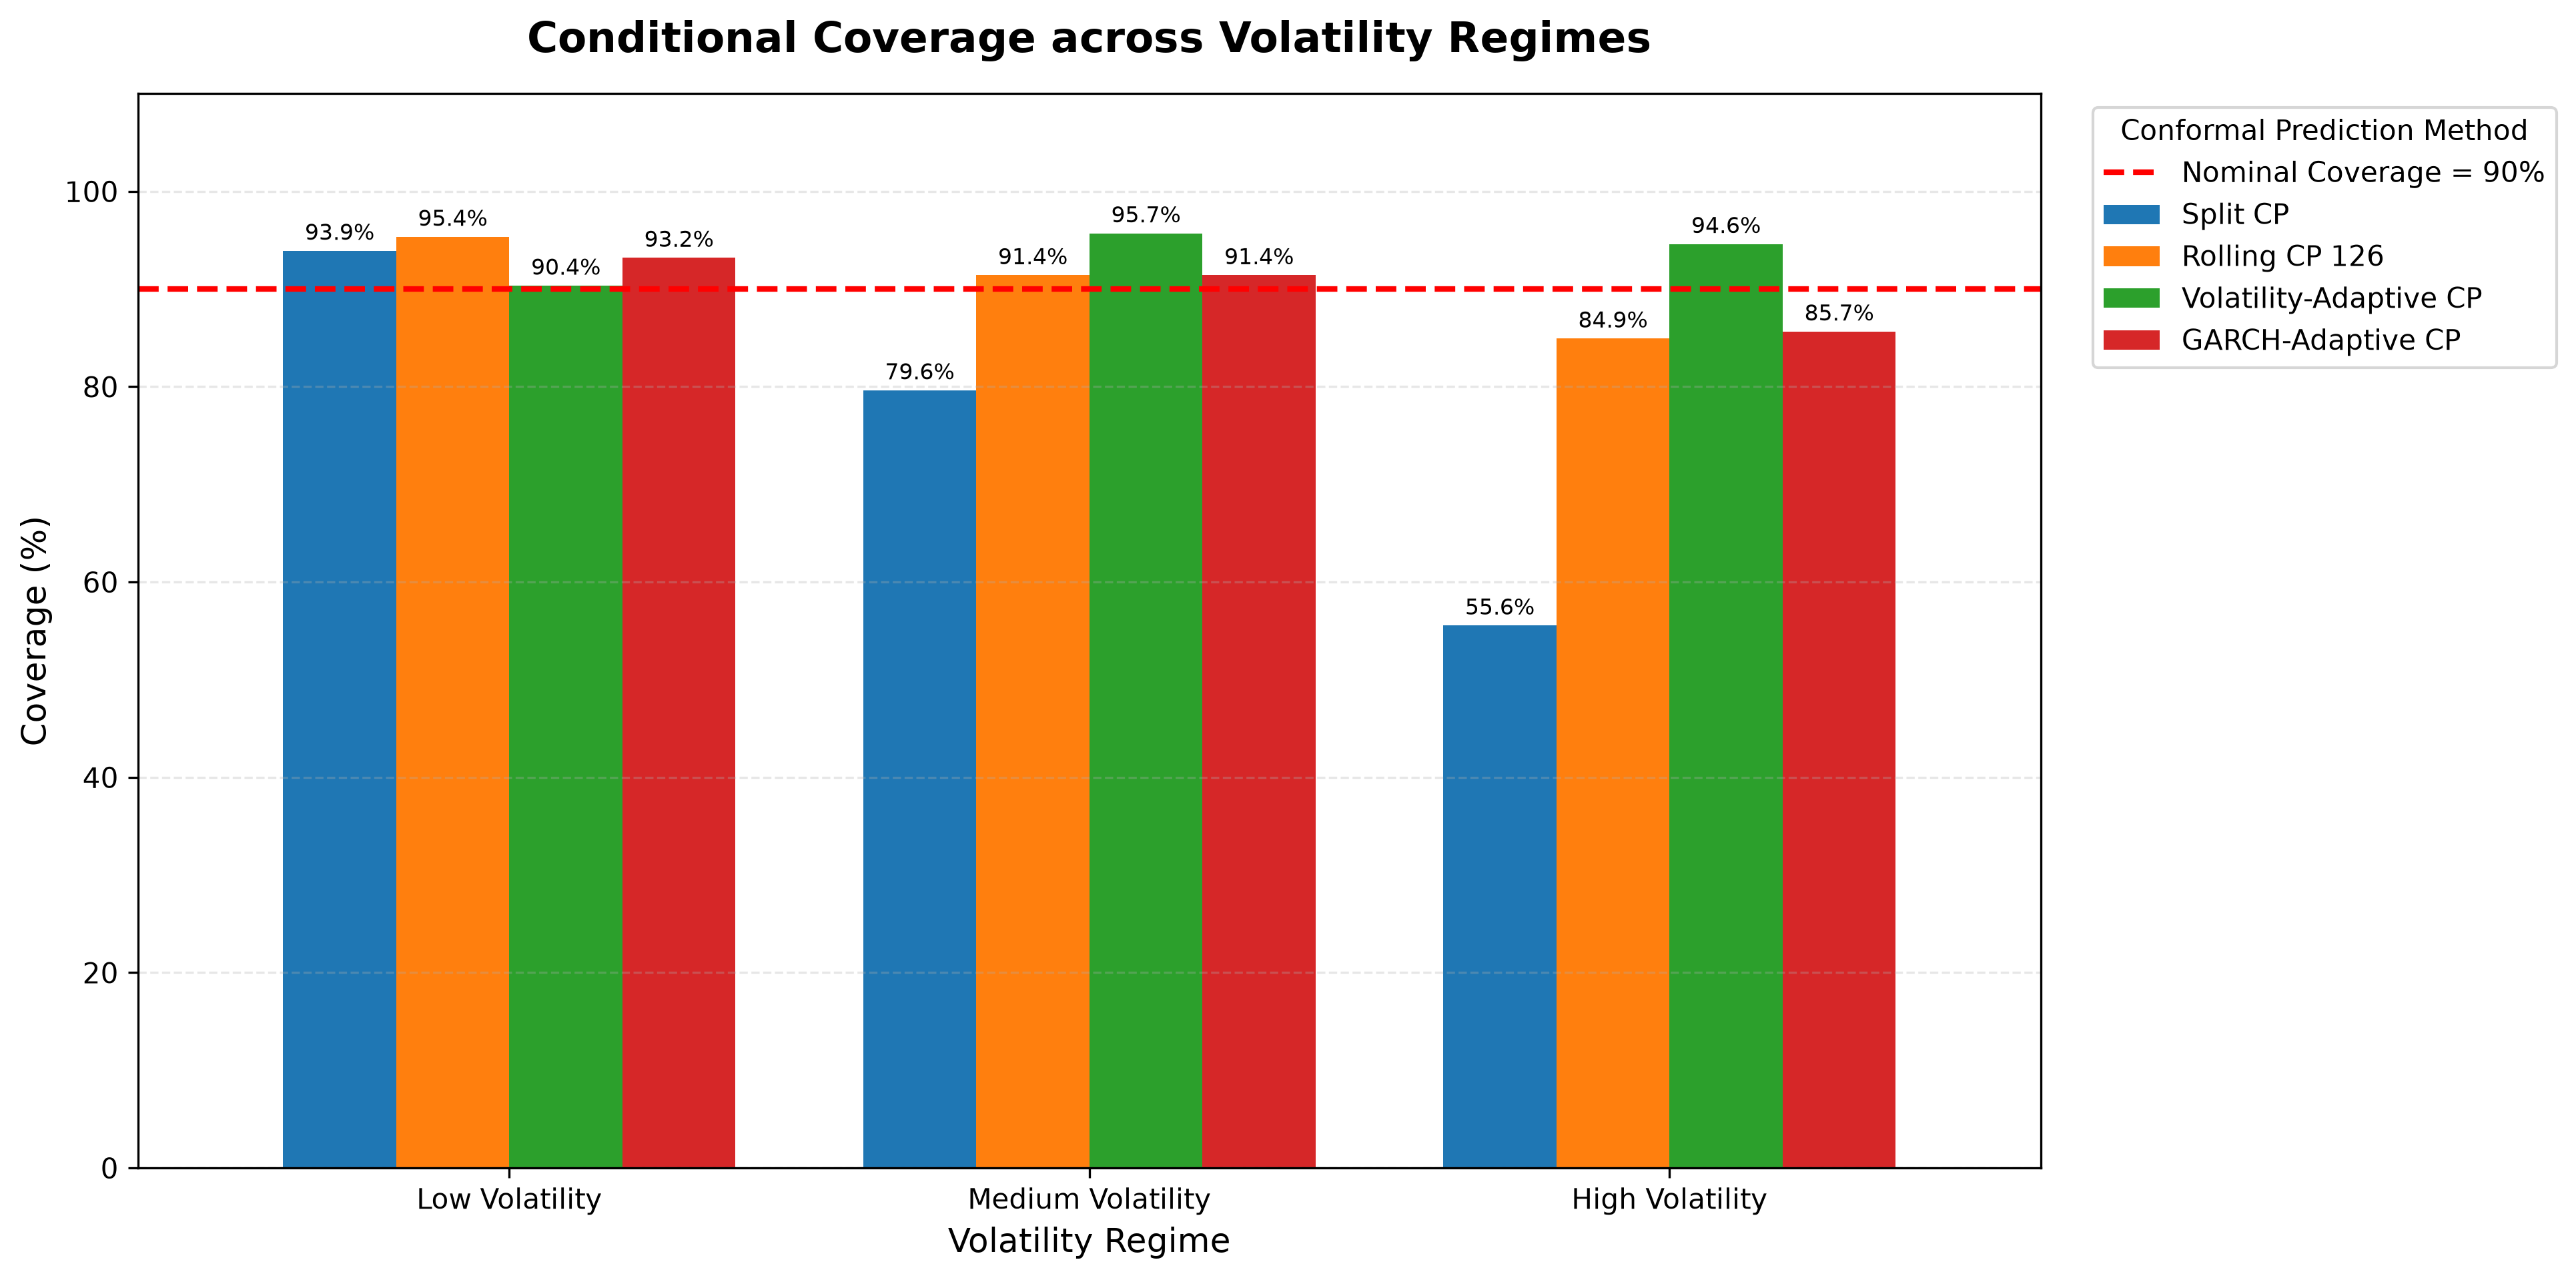 Conditional Coverage across Volatility Regimes
Conformal Prediction Method
Nominal Coverage = 90%
Split CP
Rolling CP 126
Volatility-Adaptive CP
GARCH-Adaptive CP
Coverage (%)
100
80
60
40
20
0
93.9%
95.4%
90.4%
93.2%
79.6%
91.4%
95.7%
91.4%
55.6%
84.9%
94.6%
85.7%
Low Volatility
Medium Volatility
High Volatility
Volatility Regime